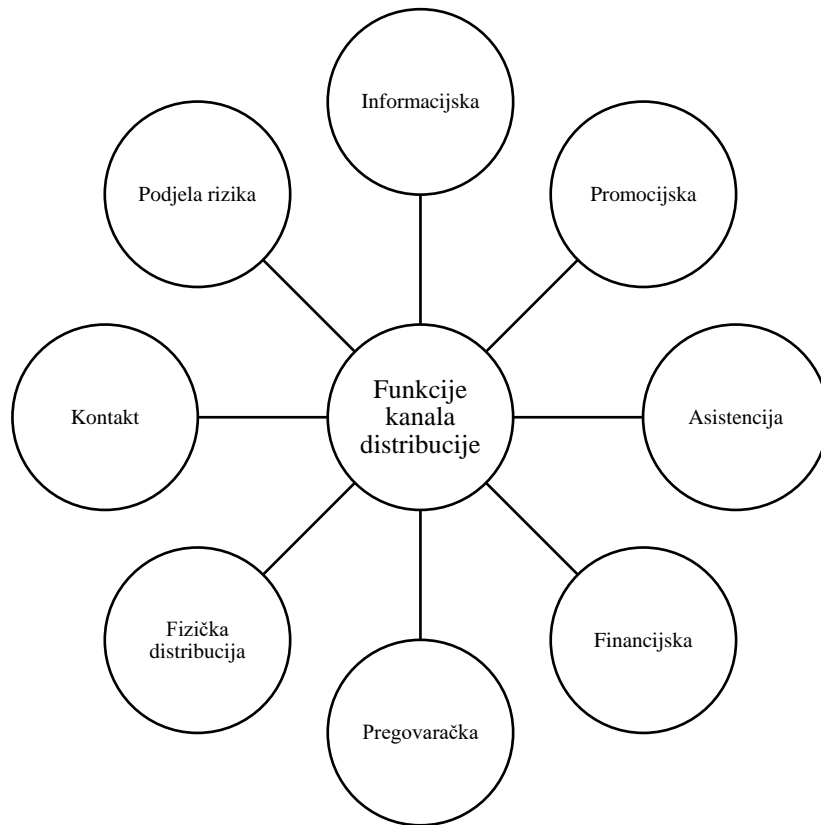 Informacijska
Podjela rizika
Promocijska
Kontakt
Funkcije
kanala
distribucije
Asistencija
Fizička
distribucija
Financijska
Pregovaračka